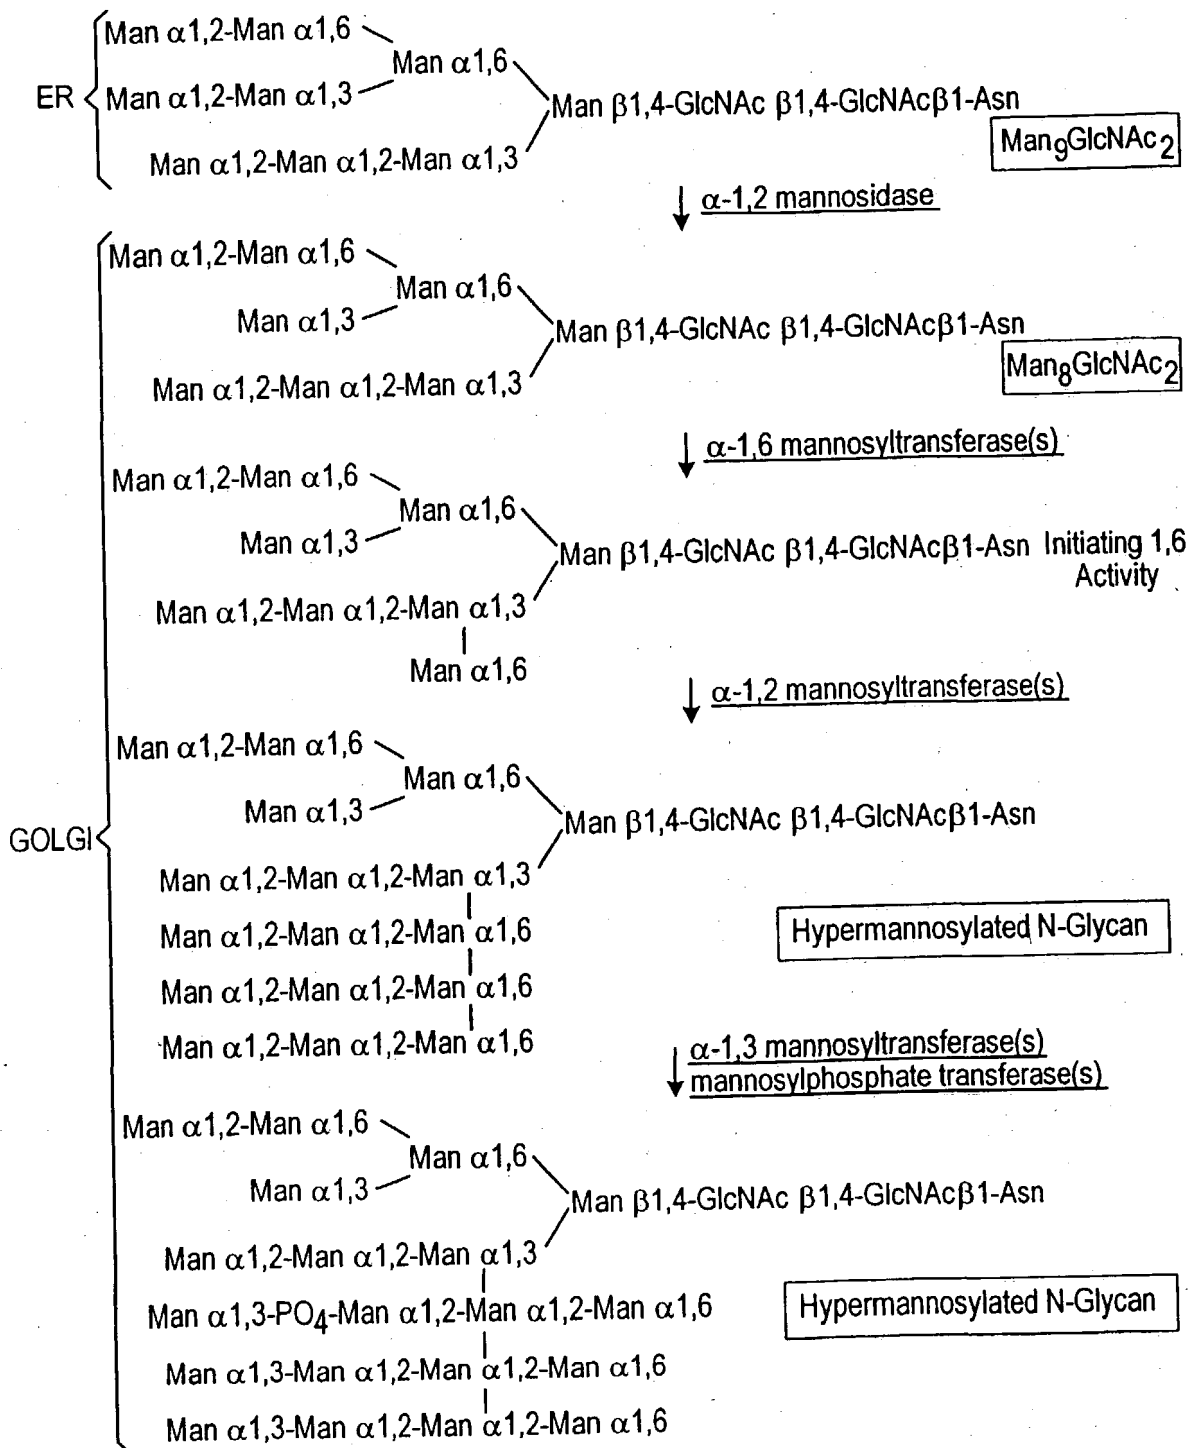 Man α1,2-Man α1,6
Man α1,6
ER
Man α1,2-Man α1,3
Man β1,4-GlcNAc β1,4-GlcNAcβ1-Asn
Man α1,2-Man α1,2-Man α1,3
Man9GlcNAc2
α-1,2 mannosidase
Man α1,2-Man α1,6
Man α1,6
Man α1,3
Man β1,4-GlcNAc β1,4-GlcNAcβ1-Asn
Man α1,2-Man α1,2-Man α1,3
Man8GlcNAc2
α-1,6 mannosyltransferase(s)
Man α1,2-Man α1,6
Man α1,6
Man α1,3
Man β1,4-GlcNAc β1,4-GlcNAcβ1-Asn Initiating 1,6
Activity
Man α1,2-Man α1,2-Man α1,3
Man α1,6
α-1,2 mannosyltransferase(s)
Man α1,2-Man α1,6
Man α1,6
Man α1,3
Man β1,4-GlcNAc β1,4-GlcNAcβ1-Asn
GOLGI
Man α1,2-Man α1,2-Man α1,3
Man α1,2-Man α1,2-Man α1,6
Hypermannosylated N-Glycan
Man α1,2-Man α1,2-Man α1,6
Man α1,2-Man α1,2-Man α1,6
α-1,3 mannosyltransferase(s)
mannosylphosphate transferase(s)
Man α1,2-Man α1,6
Man α1,6
Man α1,3
Man β1,4-GlcNAc β1,4-GlcNAcβ1-Asn
Man α1,2-Man α1,2-Man α1,3
Man α1,3-PO4-Man α1,2-Man α1,2-Man α1,6
Hypermannosylated N-Glycan
Man α1,3-Man α1,2-Man α1,2-Man α1,6
Man α1,3-Man α1,2-Man α1,2-Man α1,6